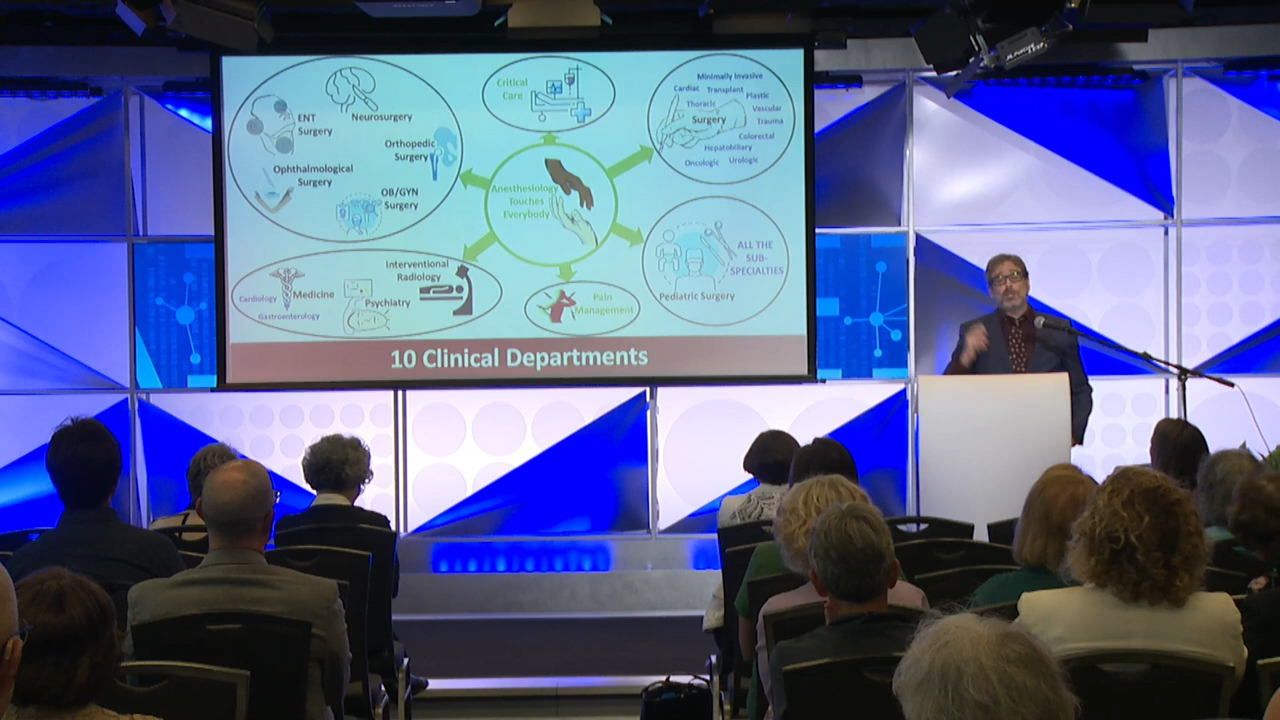 Neurosurgery
ENT
Surgery
Orthopedic
Surgery
Ophthalmological
Surgery
OB/GYN
Surgery
Critical
Care
Minimally Invasive
Cardiac
Transplant
Plastic
Thoracic
Vascular
Surgery
Trauma
Colorectal
Hepatobiliary
Oncologic
Urologic
Anesthesiology
Touches
Everybody
ALL THE
SUB-
SPECIALTIES
Pediatric Surgery
Interventional
Radiology
Cardiology
Medicine
Psychiatry
Gastroenterology
Pain
Management
10 Clinical Departments